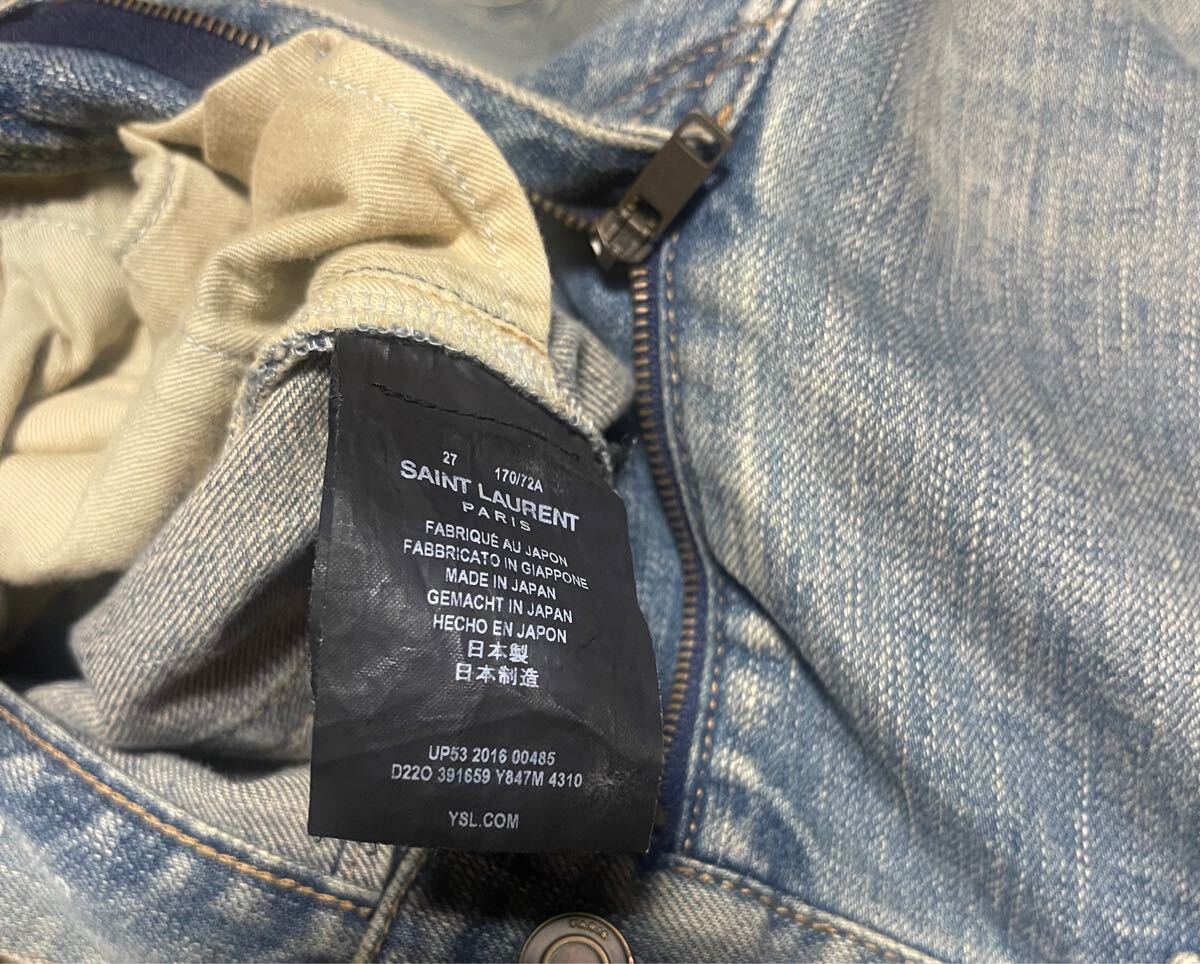 27 170/72A
SAINT LAURENT
PARIS
FABRIQUÉ AU JAPON
FABBRICATO IN GIAPPONE
MADE IN JAPAN
GEMACHT IN JAPAN
HECHO EN JAPON
日本製
日本制造
UP53 2016 00485
D22O 391659 Y847M 4310
YSL.COM
PARIS